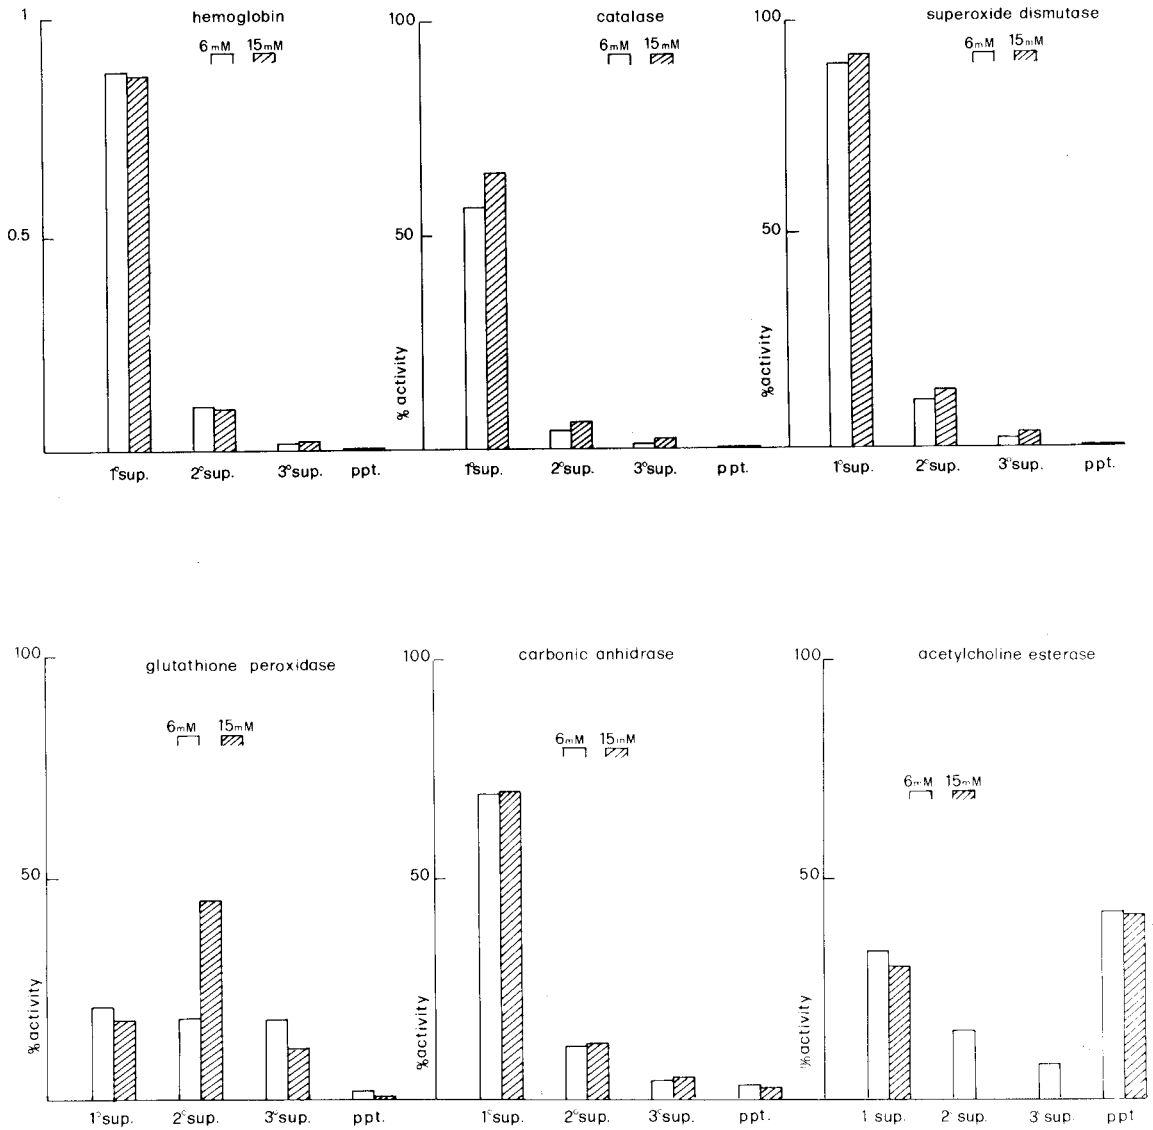 hemoglobin
6mM 15mM
1
0.5
1°sup. 2°sup. 3°sup. ppt.
catalase
6mM 15mM
100
50
% activity
1°sup. 2°sup. 3°sup. ppt.
superoxide dismutase
6mM 15mM
100
50
% activity
1°sup. 2°sup. 3°sup. ppt.
glutathione peroxidase
6mM 15mM
100
50
% activity
1°sup. 2°sup. 3°sup. ppt.
carbonic anhidrase
6mM 15mM
100
50
% activity
1°sup. 2°sup. 3°sup. ppt.
acetylcholine esterase
6mM 15mM
100
50
% activity
1 sup. 2 sup. 3 sup. ppt